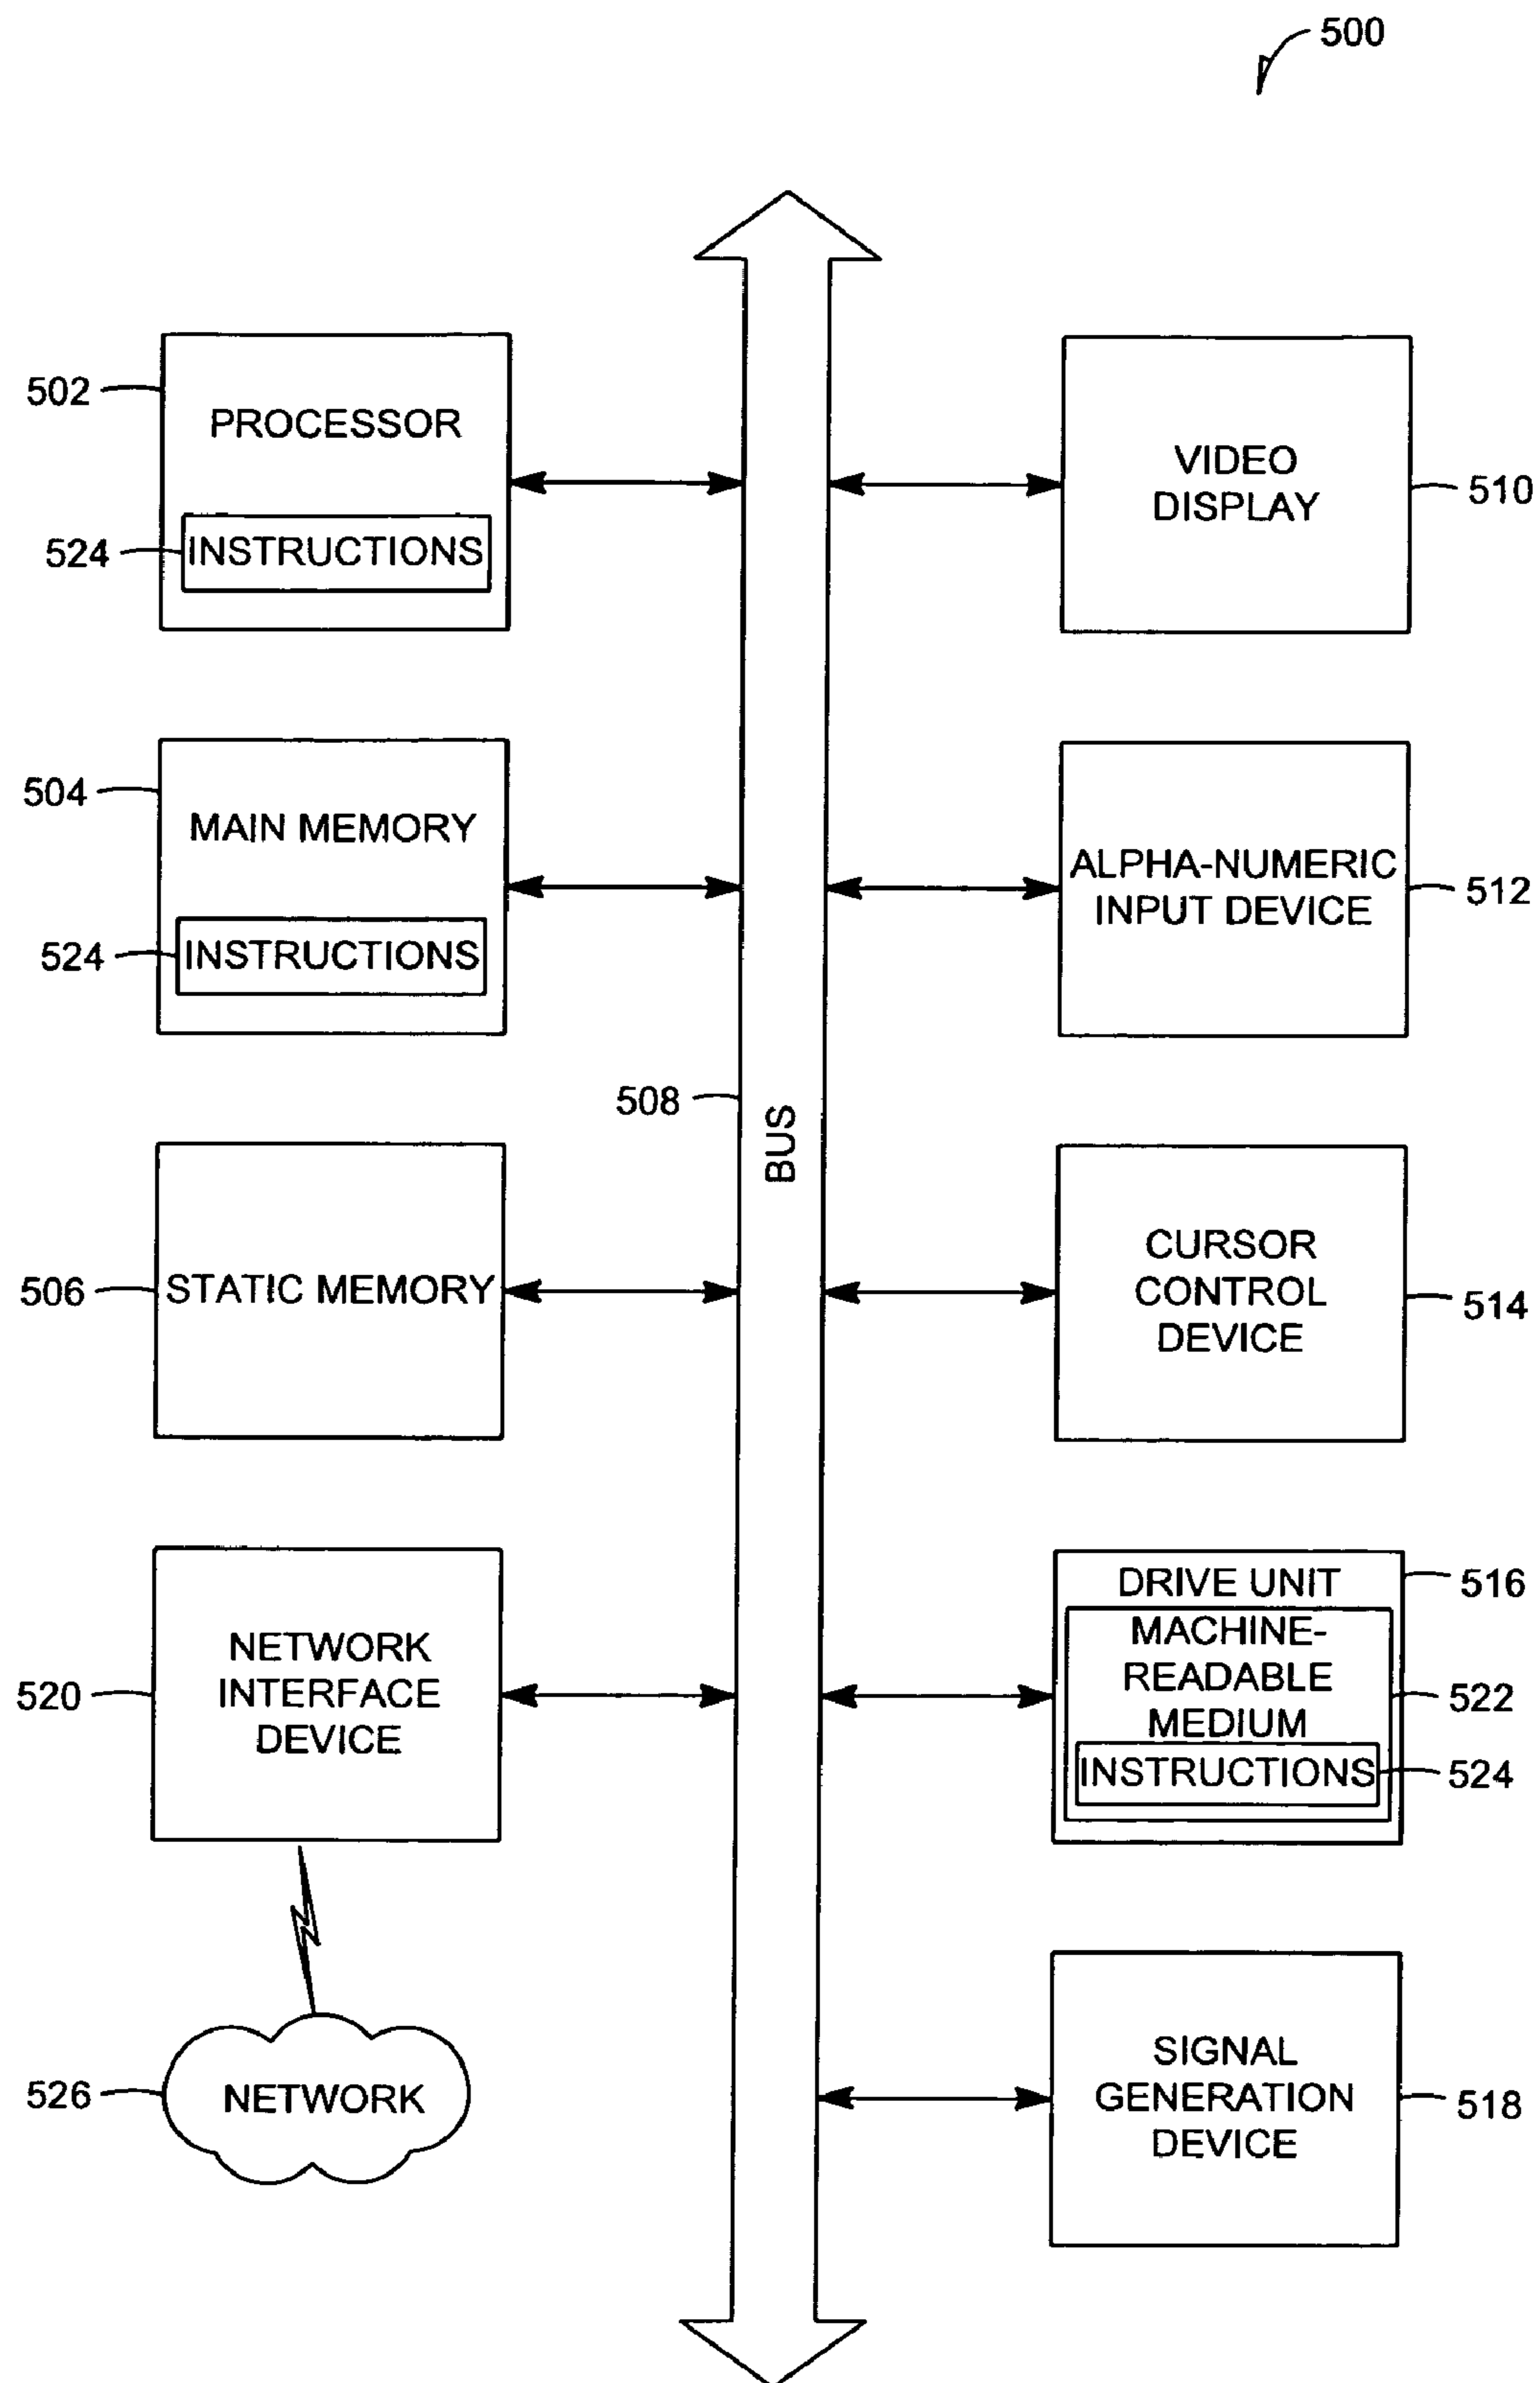 500
502
PROCESSOR
524
INSTRUCTIONS
VIDEO
DISPLAY
510
504
MAIN MEMORY
524
INSTRUCTIONS
ALPHA-NUMERIC
INPUT DEVICE
512
508
BUS
506
STATIC MEMORY
CURSOR
CONTROL
DEVICE
514
520
NETWORK
INTERFACE
DEVICE
DRIVE UNIT
516
MACHINE-
READABLE
MEDIUM
522
INSTRUCTIONS
524
526
NETWORK
SIGNAL
GENERATION
DEVICE
518